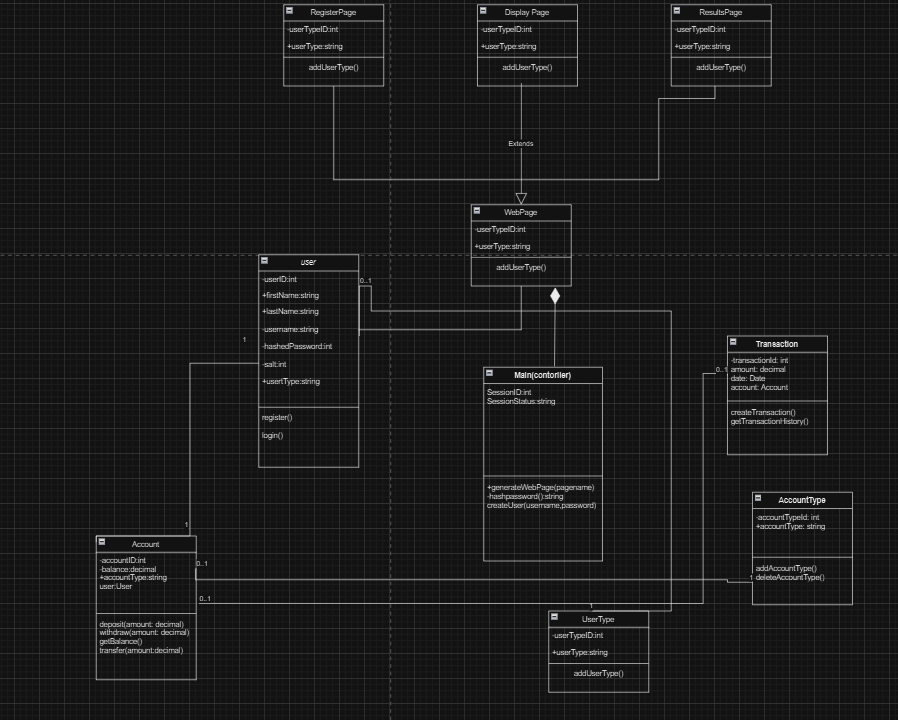 RegisterPage
-userTypeID:int
+userType:string
addUserType()
Display Page
-userTypeID:int
+userType:string
addUserType()
ResultsPage
-userTypeID:int
+userType:string
addUserType()
Extends
WebPage
-userTypeID:int
+userType:string
addUserType()
user
-userID:int
+firstName:string
+lastName:string
-username:string
-hashedPassword:int
-salt:int
+usertType:string
register()
login()
0..1
1
1
Main(contorller)
SessionID:int
SessionStatus:string
+generateWebPage(pagename)
-hashpassword():string
createUser(username,password)
Transaction
-transactionId: int
amount: decimal
date: Date
account: Account
createTransaction()
getTransactionHistory()
0..1
AccountType
-accountTypeId: int
+accountType: string
addAccountType()
deleteAccountType()
1
Account
-accountID:int
-balance:decimal
+accountType:string
user:User
deposit(amount: decimal)
withdraw(amount: decimal)
getBalance()
transfer(amount:decimal)
0..1
0..1
1
UserType
-userTypeID:int
+userType:string
addUserType()